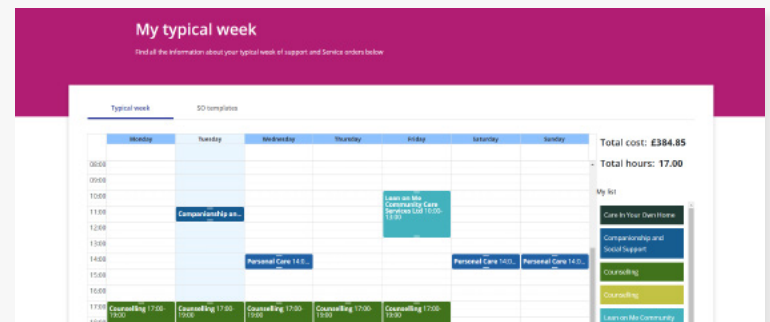 My typical week
Find all the information about your typical week of support and Service orders below
Typical week
SO templates
Monday
Tuesday
Wednesday
Thursday
Friday
Saturday
Sunday
Total cost: £384.85
Total hours: 17.00
My list
08:00
09:00
10:00
11:00
12:00
13:00
14:00
15:00
16:00
17:00
Companionship an...
Lean on Me
Community Care
Services Ltd 10:00-
13:00
Personal Care 14:0...
Personal Care 14:0...
Personal Care 14:0...
Counselling 17:00-
19:00
Counselling 17:00-
19:00
Counselling 17:00-
19:00
Counselling 17:00-
19:00
Counselling 17:00-
19:00
Care In Your Own Home
Companionship and
Social Support
Counselling
Counselling
Lean on Me Community